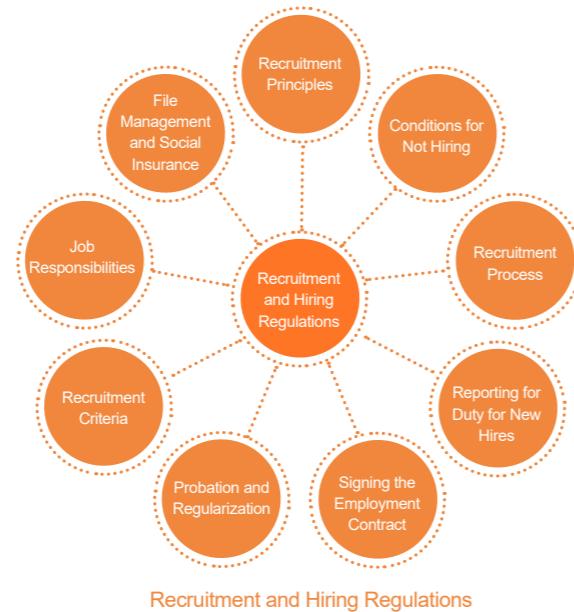 Recruitment
Principles
Conditions for
Not Hiring
Recruitment
Process
Reporting for
Duty for New
Hires
Signing the
Employment
Contract
Probation and
Regularization
Recruitment
Criteria
Job
Responsibilities
File
Management
and Social
Insurance
Recruitment
and Hiring
Regulations
Recruitment and Hiring Regulations